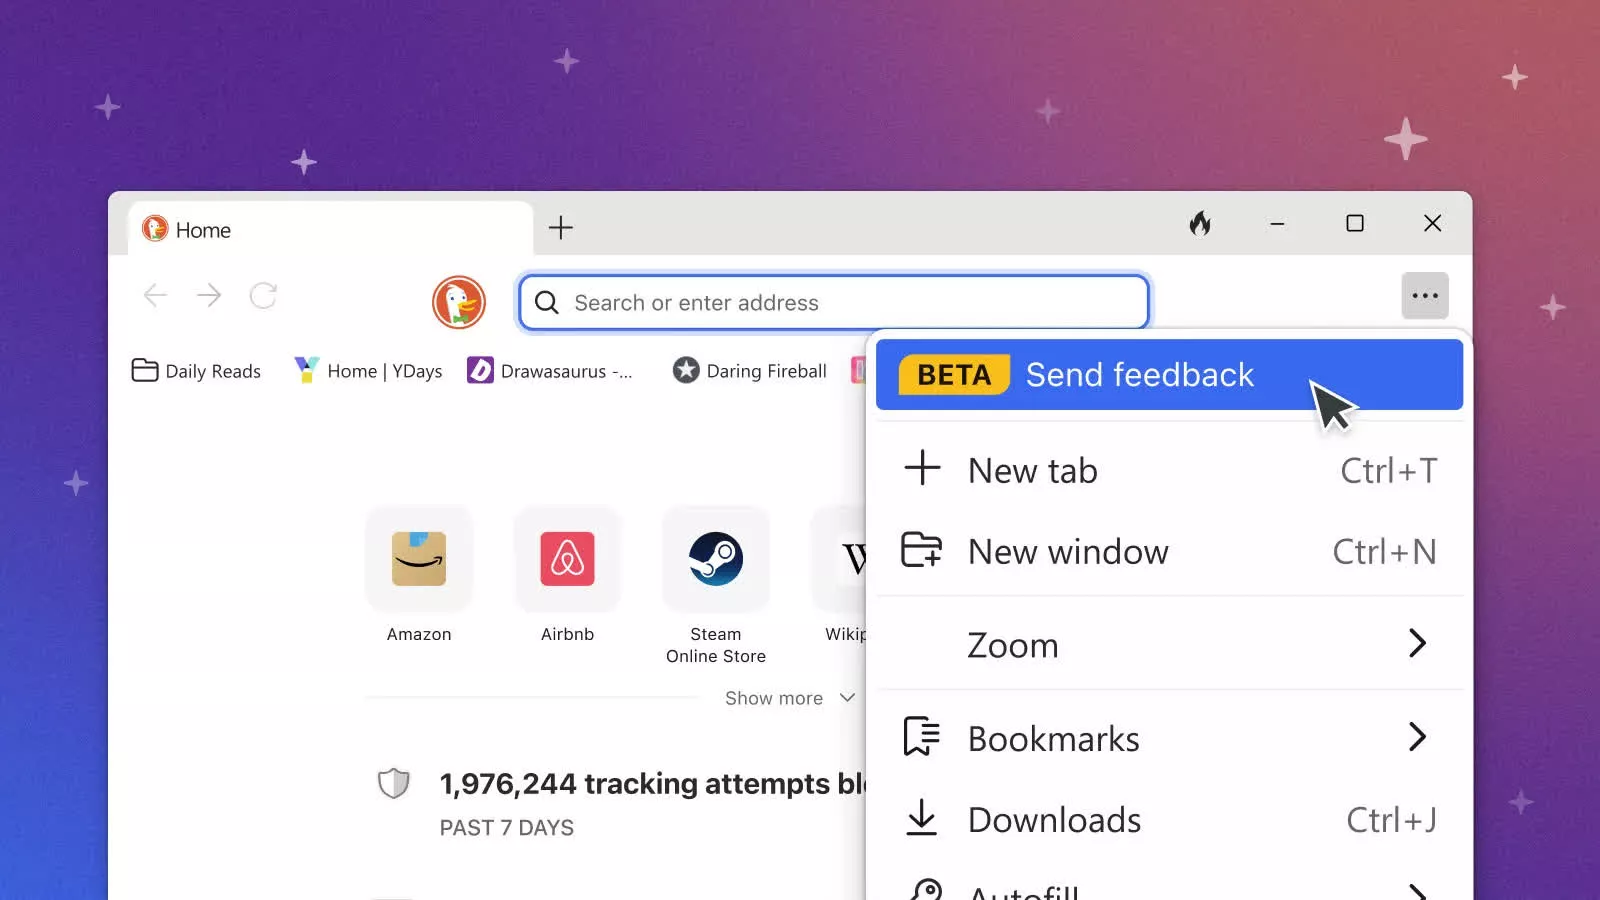 Home
Search or enter address
Daily Reads
Home | YDays
Drawasaurus -...
Daring Fireball
BETA Send feedback
New tab Ctrl+T
New window Ctrl+N
Zoom
Bookmarks
Downloads Ctrl+J
Autofill
Amazon
Airbnb
Steam
Online Store
W
Wikip
Show more
1,976,244 tracking attempts bl
PAST 7 DAYS